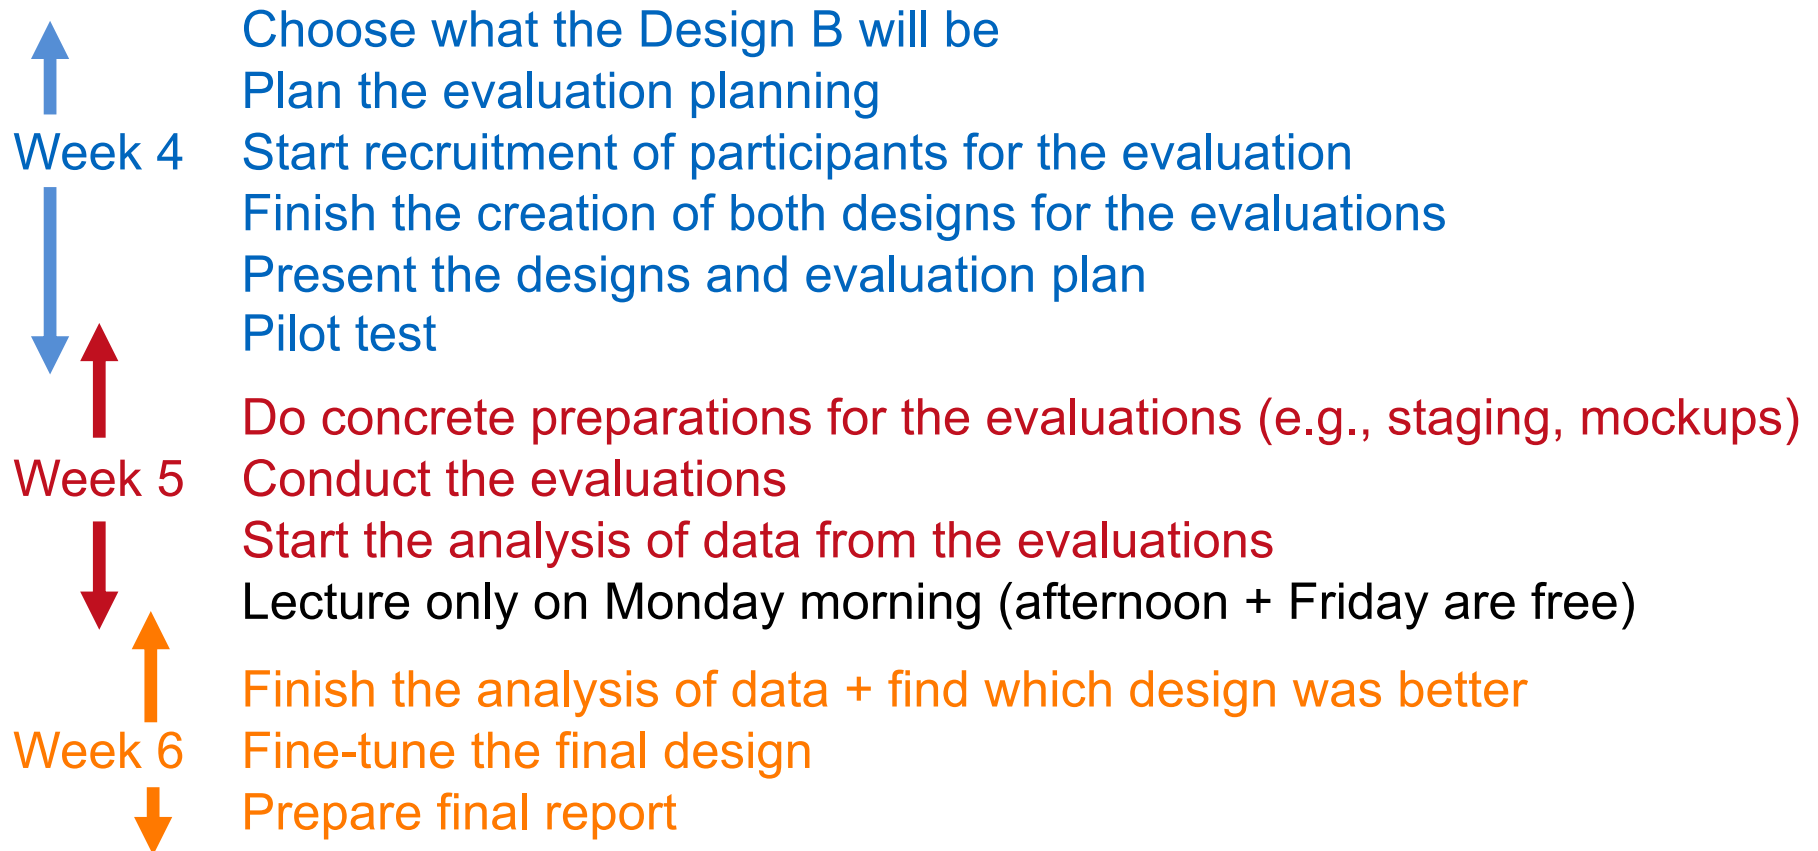 Choose what the Design B will be
Plan the evaluation planning
Week 4 Start recruitment of participants for the evaluation
Finish the creation of both designs for the evaluations
Present the designs and evaluation plan
Pilot test
Do concrete preparations for the evaluations (e.g., staging, mockups)
Week 5 Conduct the evaluations
Start the analysis of data from the evaluations
Lecture only on Monday morning (afternoon + Friday are free)
Finish the analysis of data + find which design was better
Week 6 Fine-tune the final design
Prepare final report